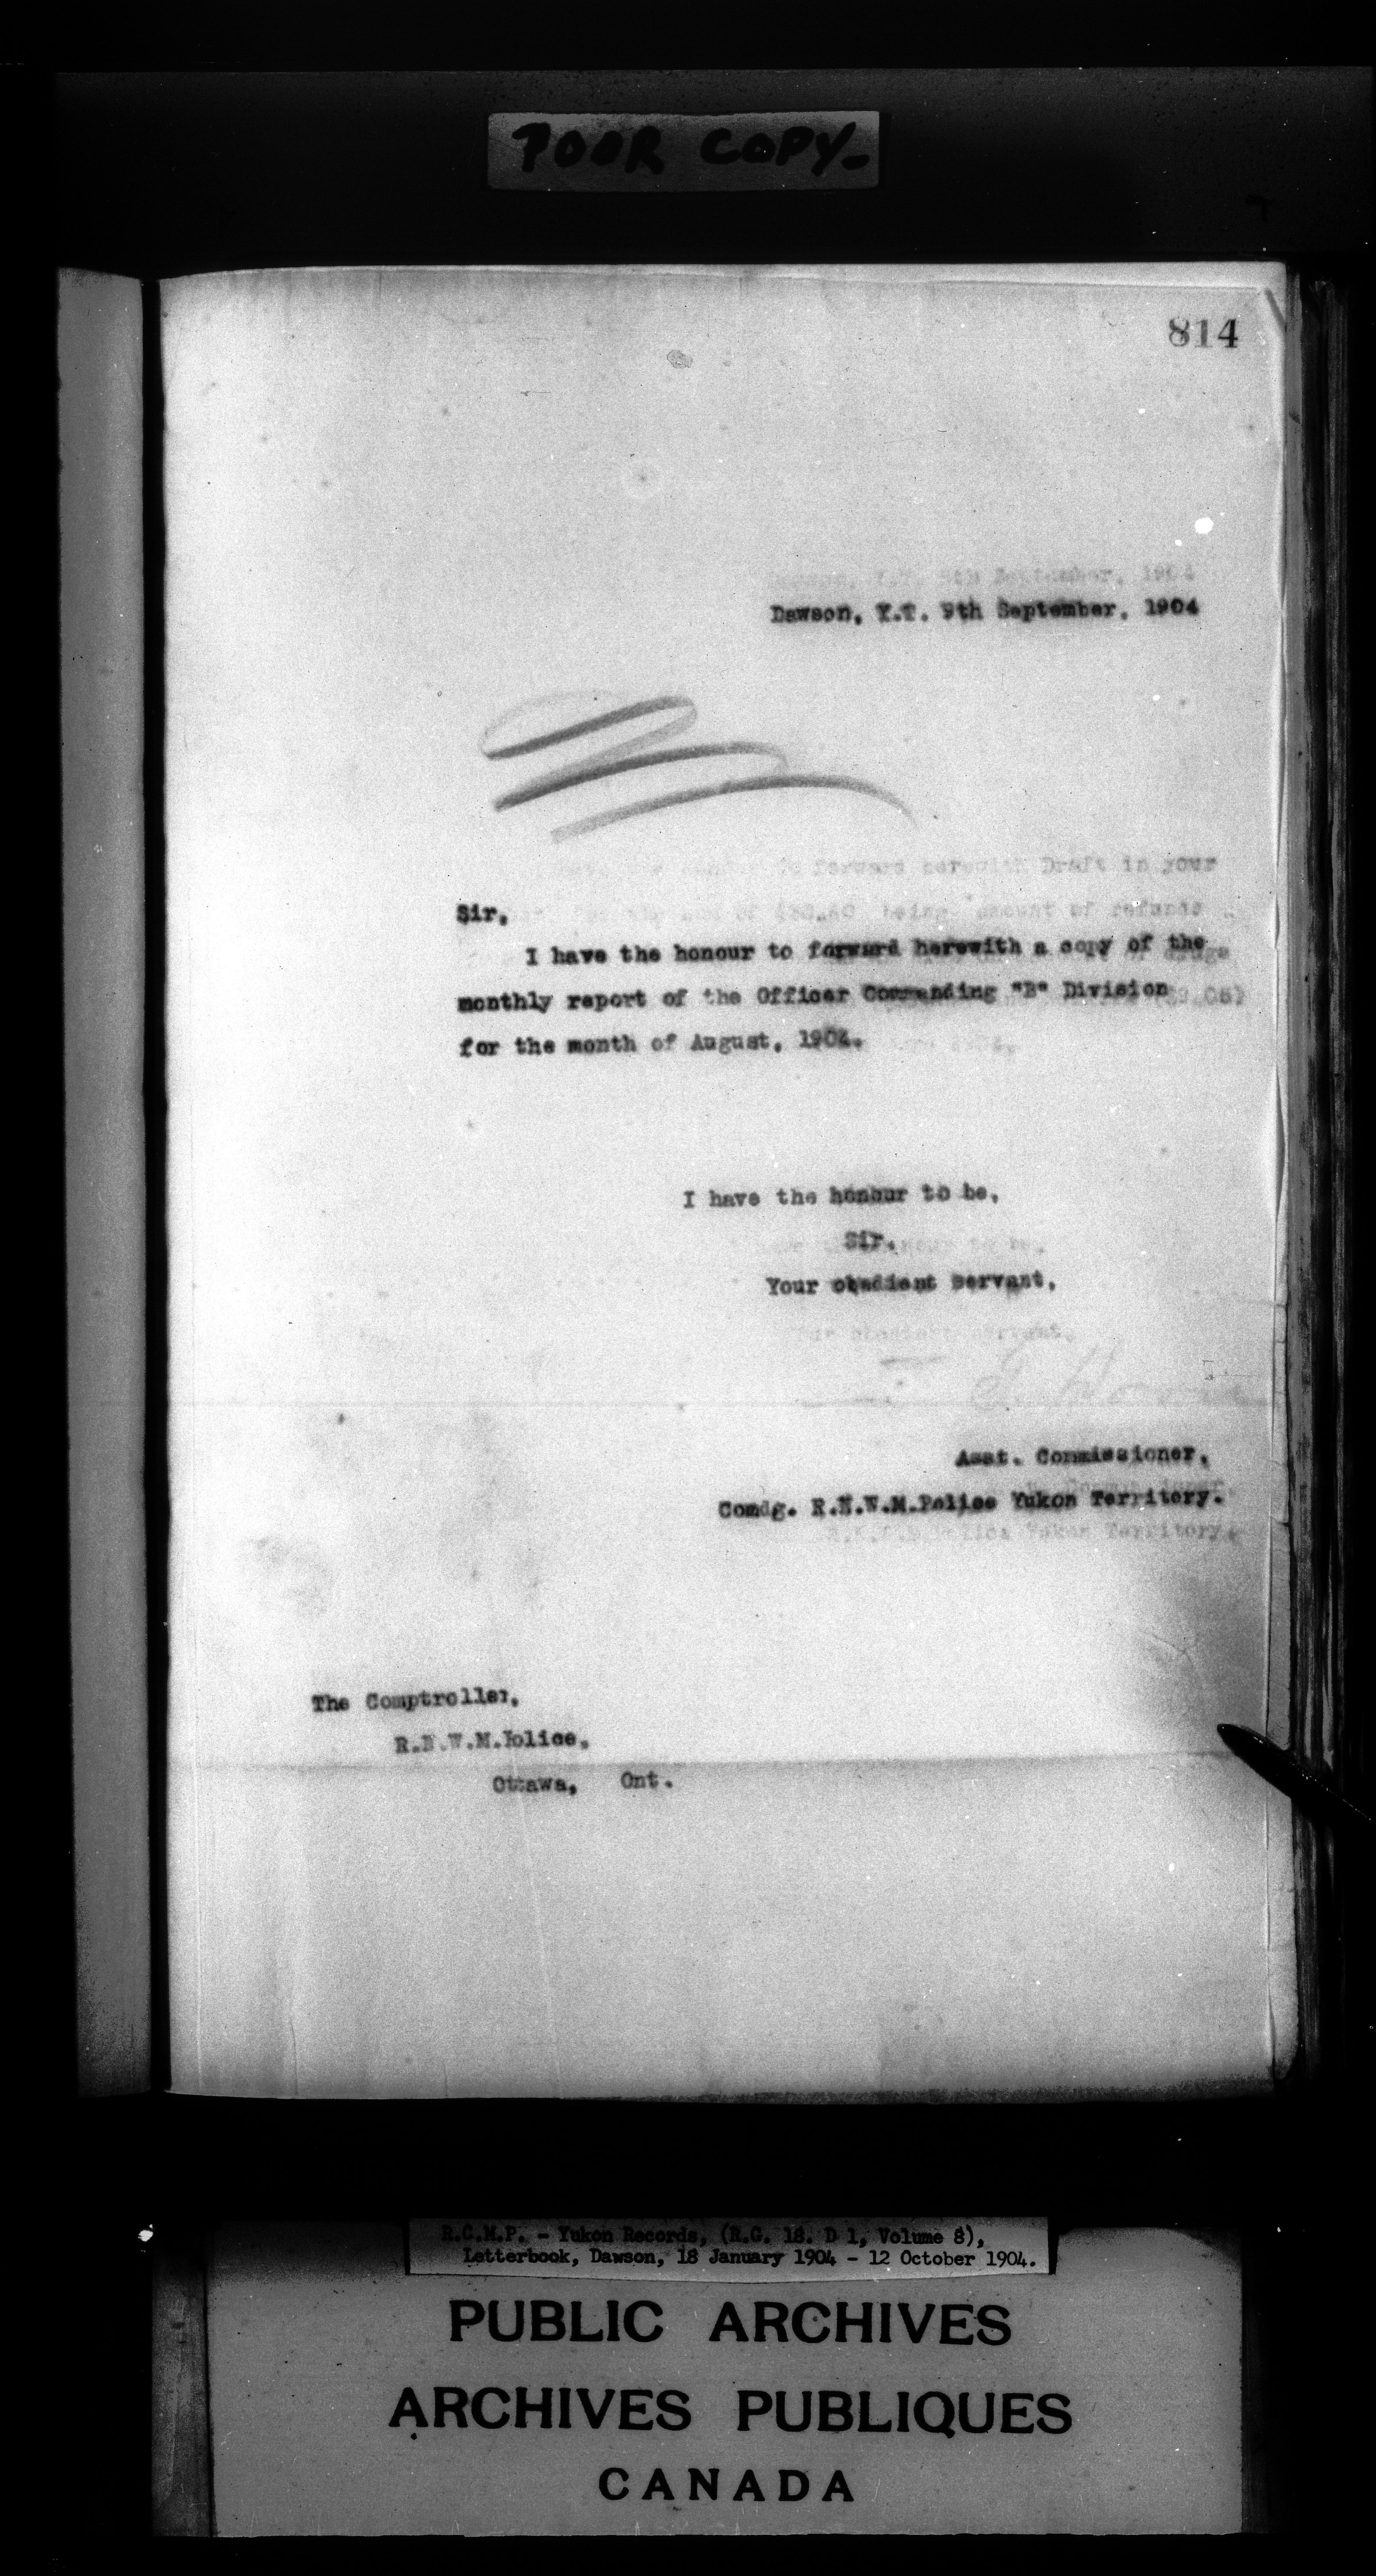 POOR COPY-
814
Dawson, Y.T. 9th September, 1904
Sir,
I have the honour to forward herewith a copy of the
monthly report of the Officer Commanding "B" Division
for the month of August, 1904.
I have the honour to be,
Sir,
Your obedient servant,
Asst. Commissioner,
Comdg. R.N.W.M.Police Yukon Territory.
The Comptroller,
R.N.W.M.Police,
Ottawa, Ont.
R.C.M.P. - Yukon Records, (R.G. 18. D 1, Volume 8),
Letterbook, Dawson, 18 January 1904 - 12 October 1904.
PUBLIC ARCHIVES
ARCHIVES PUBLIQUES
CANADA